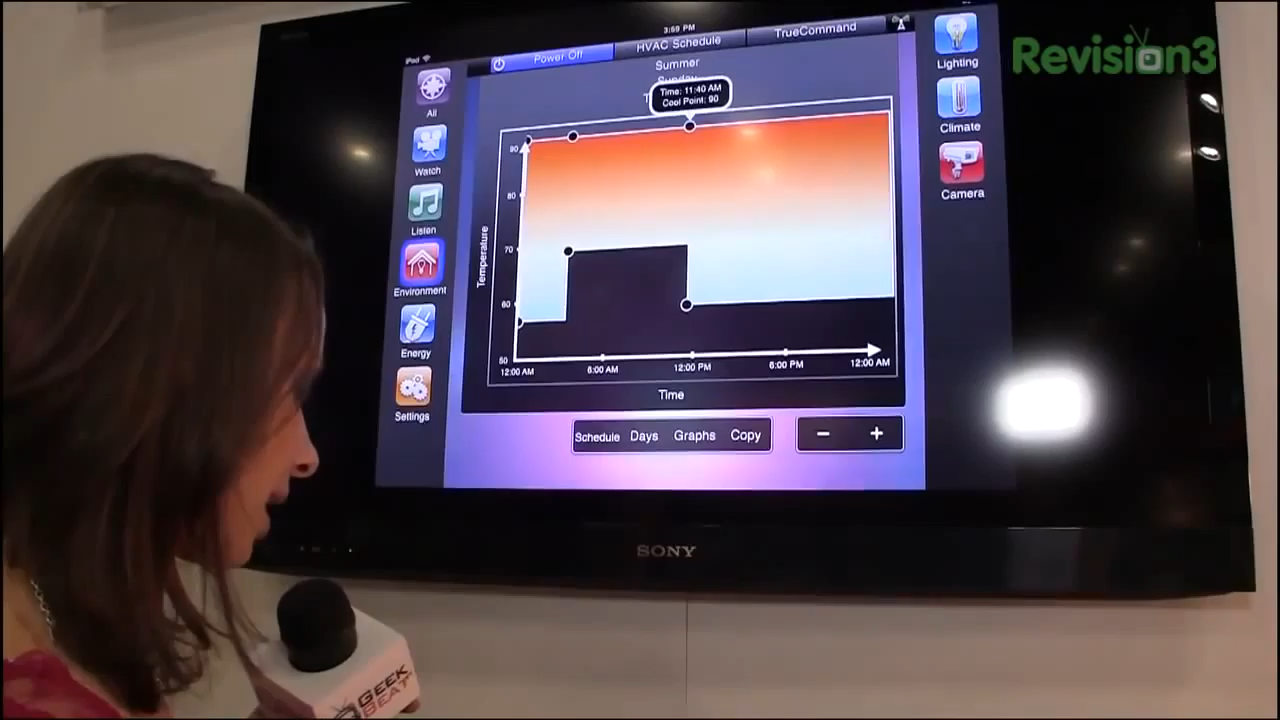 3:59 PM
iPod
Power Off
HVAC Schedule
TrueCommand
Summer
Sunday
Time: 11:40 AM
Cool Point: 90
All
Watch
Listen
Environment
Energy
Settings
Lighting
Climate
Camera
Revision3
Temperature
90
80
70
60
50
12:00 AM
6:00 AM
12:00 PM
6:00 PM
12:00 AM
Time
Schedule
Days
Graphs
Copy
−
+
SONY
GEEK
BEAT